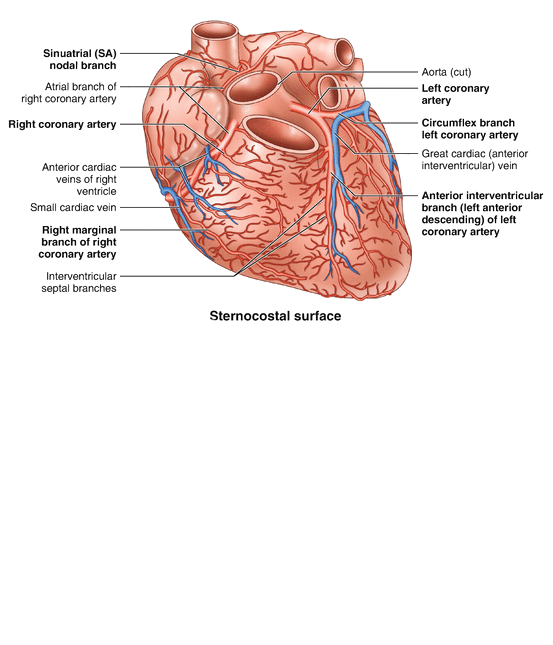 Sinuatrial (SA)
nodal branch
Atrial branch of
right coronary artery
Right coronary artery
Anterior cardiac
veins of right
ventricle
Small cardiac vein
Right marginal
branch of right
coronary artery
Interventricular
septal branches
Aorta (cut)
Left coronary
artery
Circumflex branch
left coronary artery
Great cardiac (anterior
interventricular) vein
Anterior interventricular
branch (left anterior
descending) of left
coronary artery
Sternocostal surface